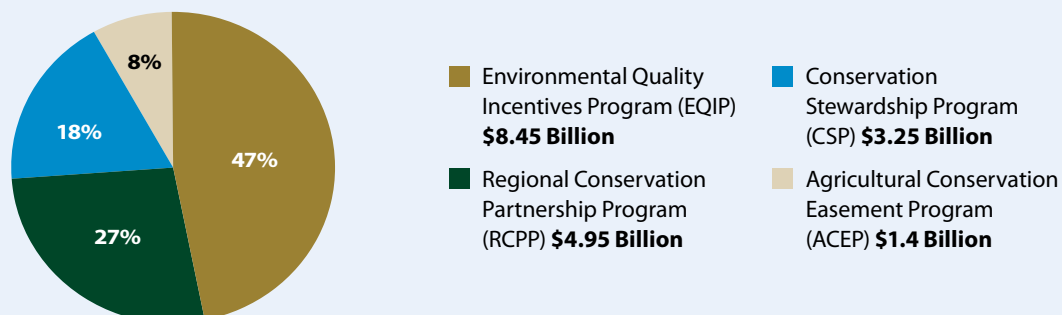 8%
18%
47%
27%
Environmental Quality
Incentives Program (EQIP)
$8.45 Billion
Regional Conservation
Partnership Program
(RCPP) $4.95 Billion
Conservation
Stewardship Program
(CSP) $3.25 Billion
Agricultural Conservation
Easement Program
(ACEP) $1.4 Billion